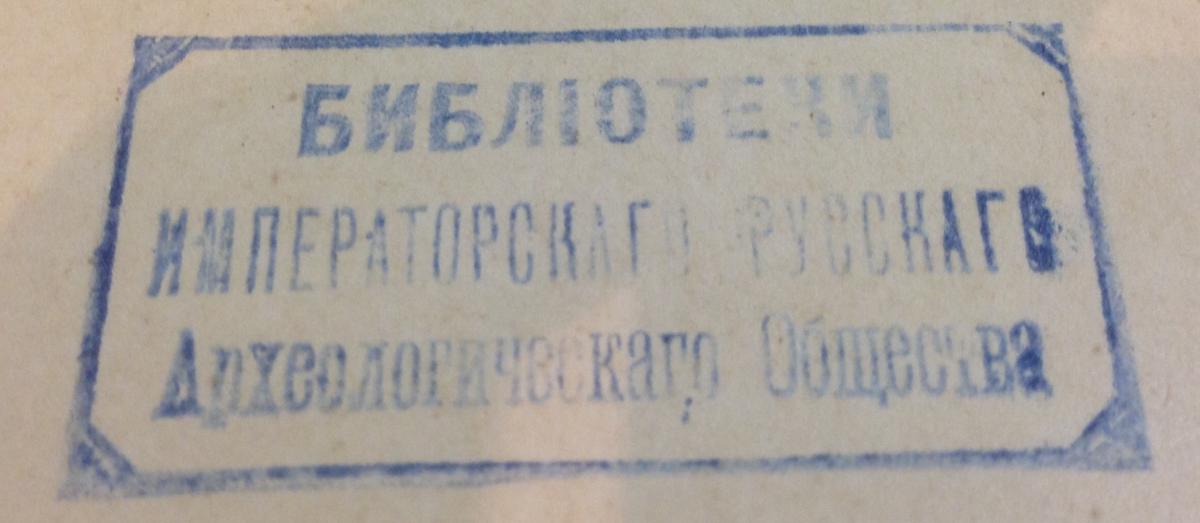 БИБЛІОТЕКИ
ИМПЕРАТОРСКАГО РУССКАГО
Археологическаго Общества